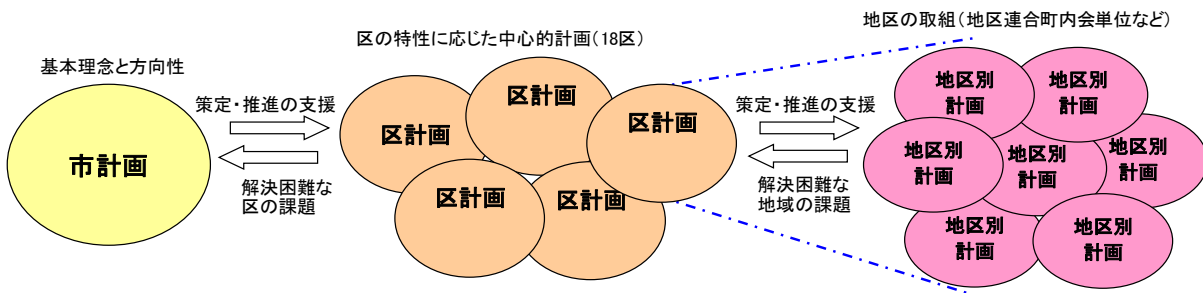 基本理念と方向性
市計画
策定・推進の支援
解決困難な
区の課題
区の特性に応じた中心的計画(18区)
区計画
区計画
区計画
区計画
区計画
策定・推進の支援
解決困難な
地域の課題
地区の取組(地区連合町内会単位など)
地区別
計画
地区別
計画
地区別
計画
地区別
計画
地区別
計画
地区別
計画
地区別
計画